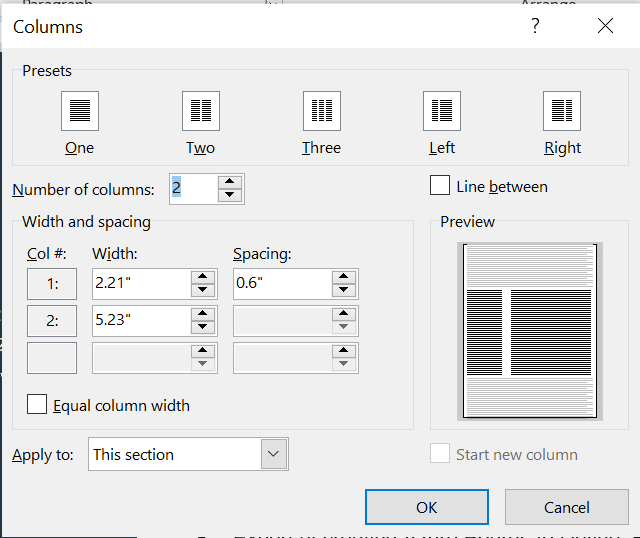 Paragraph Arrange
Columns ?
Presets
One Two Three Left Right
Number of columns: 2 Line between
Width and spacing Preview
Col #: Width: Spacing:
1: 2.21" 0.6"
2: 5.23"
Equal column width
Apply to: This section Start new column
OK Cancel